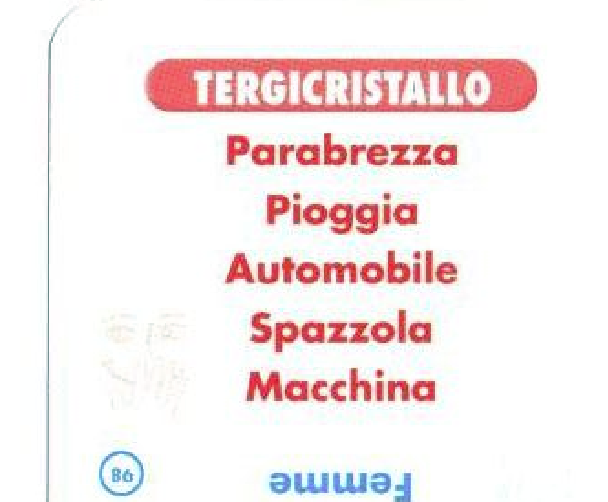 TERGICRISTALLO
Parabrezza
Pioggia
Automobile
Spazzola
Macchina
86
Femme